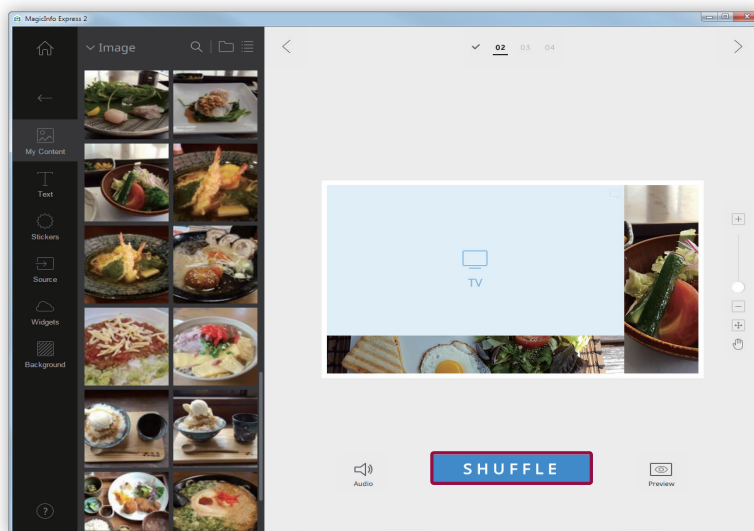 MagicInfo Express 2
Image
02 03 04
My Content
Text
Stickers
Source
Widgets
Background
?
TV
Audio
SHUFFLE
Preview